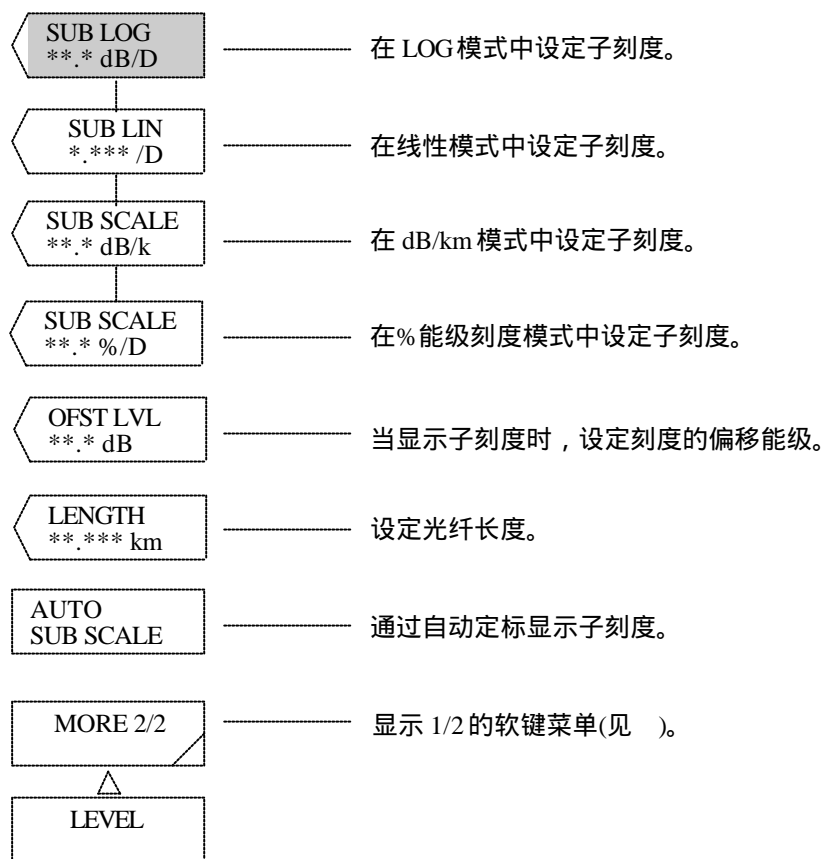 SUB LOG
**.* dB/D
在 LOG模式中设定子刻度。
SUB LIN
*.*** /D
在线性模式中设定子刻度。
SUB SCALE
**.* dB/k
在 dB/km 模式中设定子刻度。
SUB SCALE
**.* %/D
在%能级刻度模式中设定子刻度。
OFST LVL
**.* dB
当显示子刻度时，设定刻度的偏移能级。
LENGTH
**.*** km
设定光纤长度。
AUTO
SUB SCALE
通过自动定标显示子刻度。
MORE 2/2
显示 1/2 的软键菜单(见　)。
LEVEL